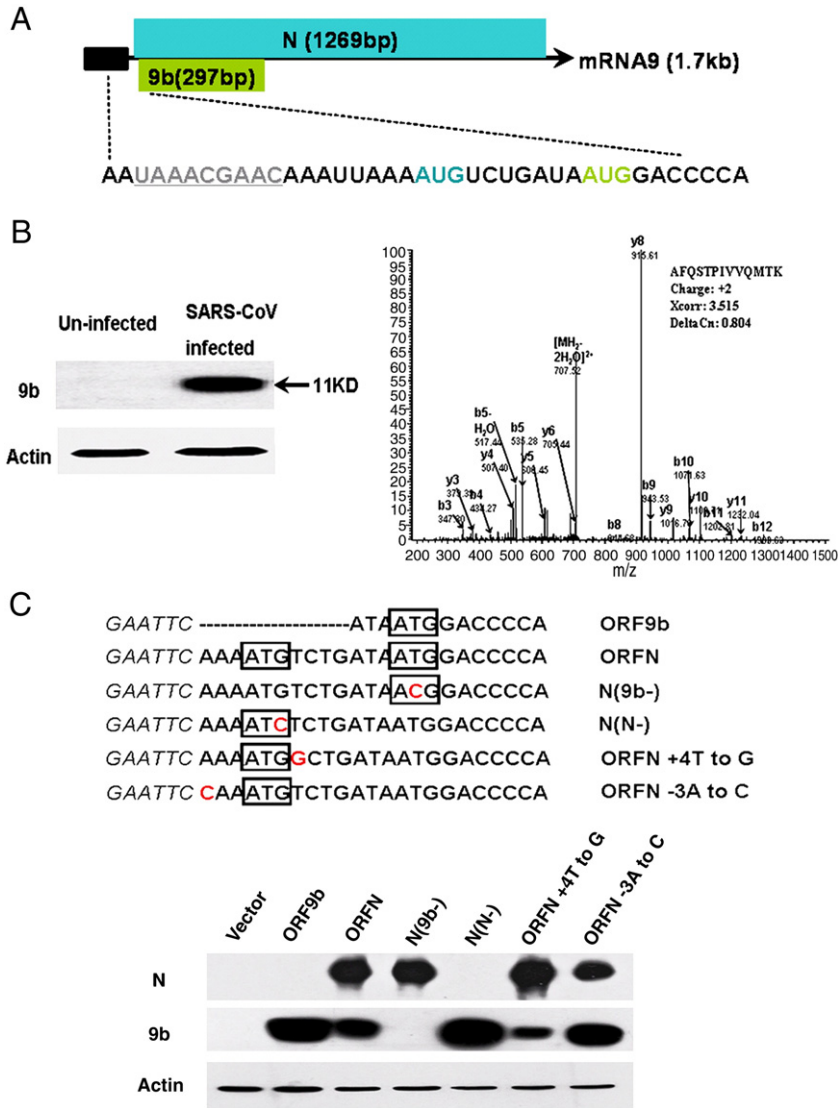 A
N (1269bp)
9b(297bp)
mRNA9 (1.7kb)
AAUAAACGAACAAAUUAAAAUGUCUGAUAAUGGACCCCA
B
Un-infected
SARS-CoV
infected
9b
11KD
Actin
100
95
90
85
80
75
70
65
60
55
50
45
40
35
30
25
20
15
10
5
0
y8
915.61
AFQSTPIVVQMTK
Charge: +2
Xcorr: 3.515
DeltaCn: 0.804
[MH2-
2H2O]2+
707.52
b5-
H2O
517.44
b5
535.28
y6
705.44
y4
507.40
y5
y3
b4
b3
b10
b9
y10
y11
1232.04
y9
b11
b8
b12
200 300 400 500 600 700 800 900 1000 1100 1200 1300 1400 1500
m/z
C
GAATTC ------------------ATAATGGACCCCA ORF9b
GAATTC AAAATGTCTGATAATGGACCCCA ORFN
GAATTC AAAATGTCTGATAACGGACCCCA N(9b-)
GAATTC AAAATCTCTGATAATGGACCCCA N(N-)
GAATTC AAAATGGCTGATAATGGACCCCA ORFN +4T to G
GAATTC CAAATGTCTGATAATGGACCCCA ORFN -3A to C
Vector
ORF9b
ORFN
N(9b-)
N(N-)
ORFN +4T to G
ORFN -3A to C
N
9b
Actin